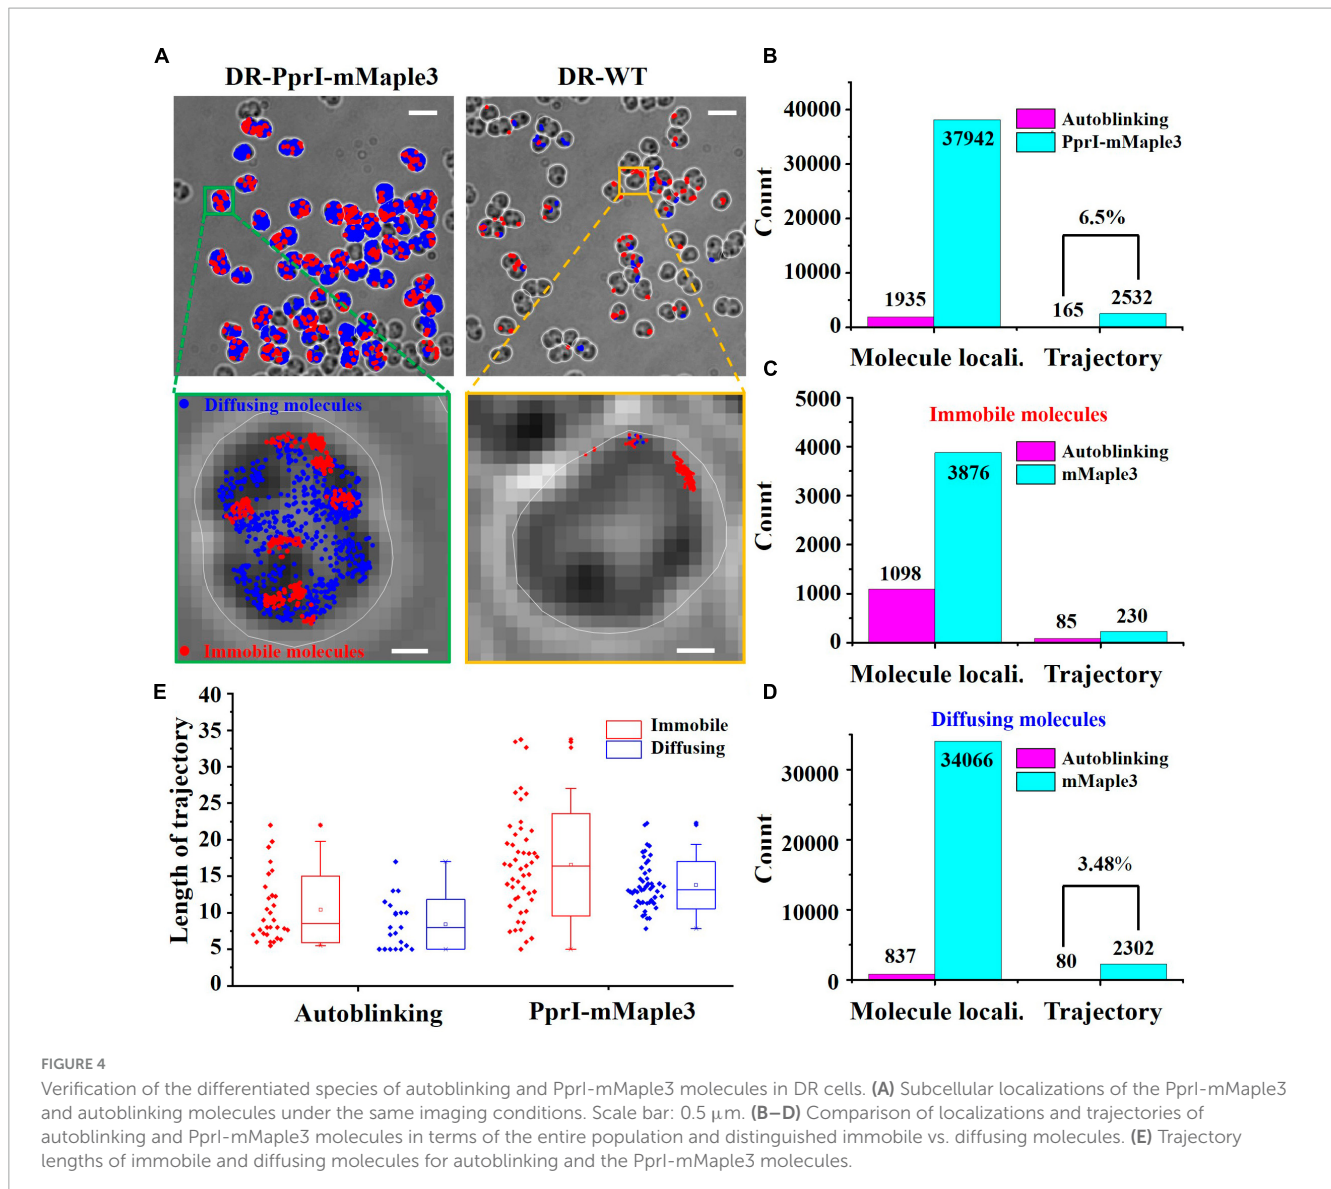 A
DR-PprI-mMaple3
DR-WT
Diffusing molecules
Immobile molecules
B
Count
40000
30000
20000
10000
0
Autoblinking
PprI-mMaple3
37942
6.5%
1935
165
2532
Molecule locali.
Trajectory
C
Count
5000
4000
3000
2000
1000
0
Immobile molecules
Autoblinking
mMaple3
3876
1098
85
230
Molecule locali.
Trajectory
D
Count
30000
20000
10000
0
Diffusing molecules
Autoblinking
mMaple3
34066
3.48%
837
80
2302
Molecule locali.
Trajectory
E
Length of trajectory
40
35
30
25
20
15
10
5
0
Immobile
Diffusing
Autoblinking
PprI-mMaple3
FIGURE 4
Verification of the differentiated species of autoblinking and PprI-mMaple3 molecules in DR cells. (A) Subcellular localizations of the PprI-mMaple3
and autoblinking molecules under the same imaging conditions. Scale bar: 0.5 μm. (B–D) Comparison of localizations and trajectories of
autoblinking and PprI-mMaple3 molecules in terms of the entire population and distinguished immobile vs. diffusing molecules. (E) Trajectory
lengths of immobile and diffusing molecules for autoblinking and the PprI-mMaple3 molecules.